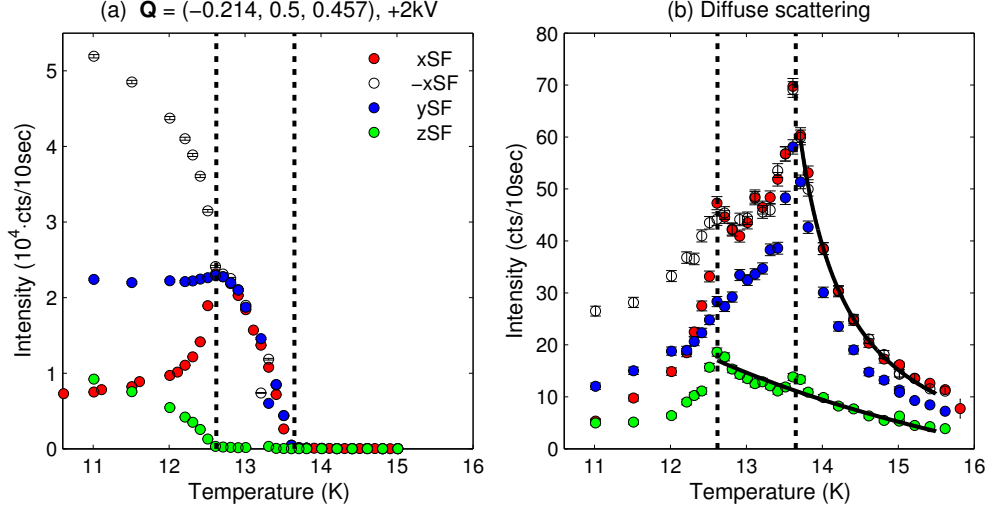 (a) Q = (−0.214, 0.5, 0.457), +2kV
5
4
3
2
1
0
11 12 13 14 15 16
Temperature (K)
Intensity (10⁴·cts/10sec)
xSF
−xSF
ySF
zSF
(b) Diffuse scattering
80
70
60
50
40
30
20
10
0
11 12 13 14 15 16
Temperature (K)
Intensity (cts/10sec)